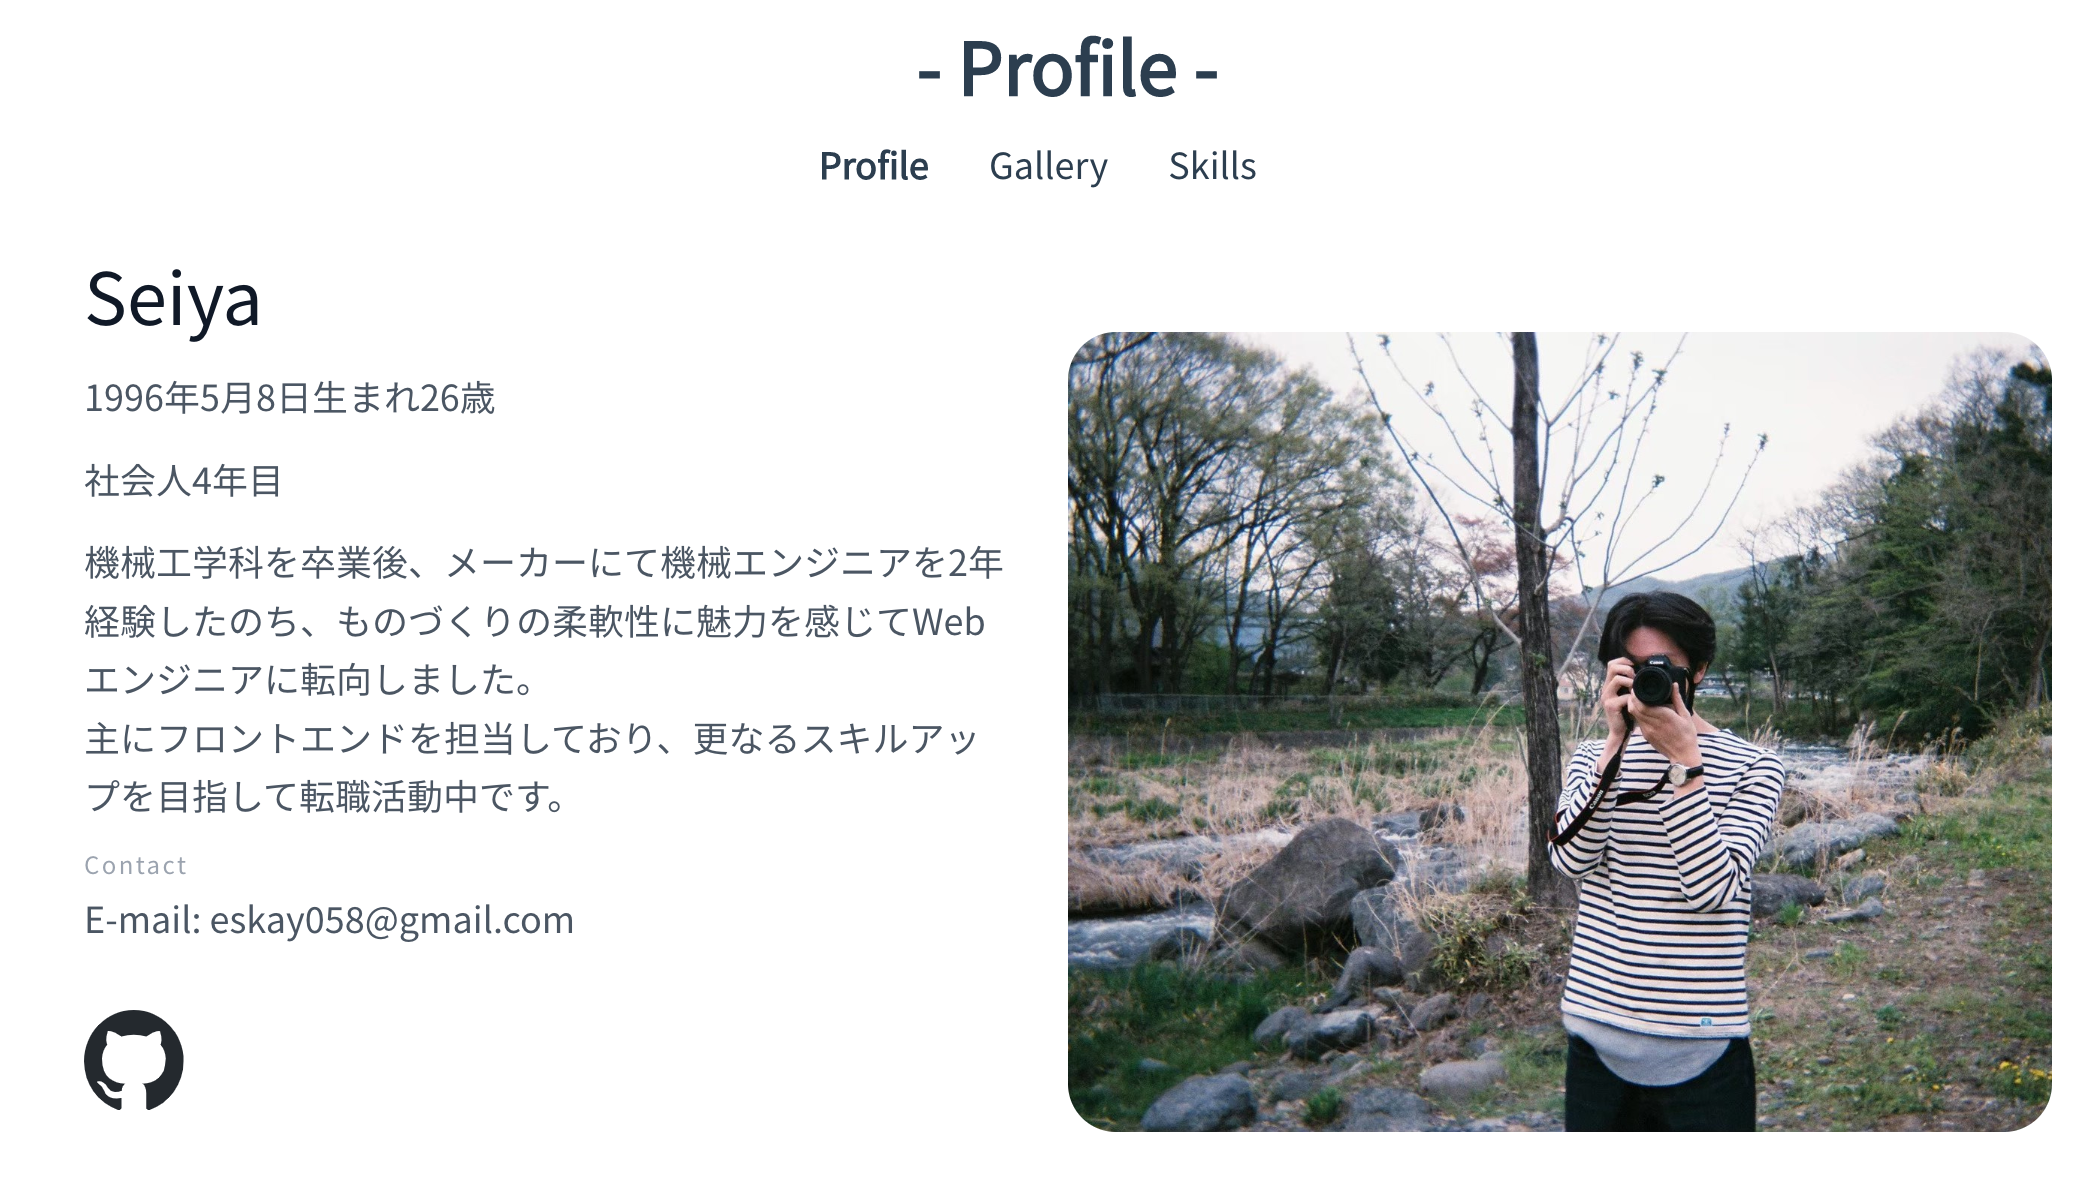 - Profile -
Profile Gallery Skills
Seiya
1996年5月8日生まれ26歳
社会人4年目
機械工学科を卒業後、メーカーにて機械エンジニアを2年
経験したのち、ものづくりの柔軟性に魅力を感じてWeb
エンジニアに転向しました。
主にフロントエンドを担当しており、更なるスキルアッ
プを目指して転職活動中です。
Contact
E-mail: eskay058@gmail.com
Canon